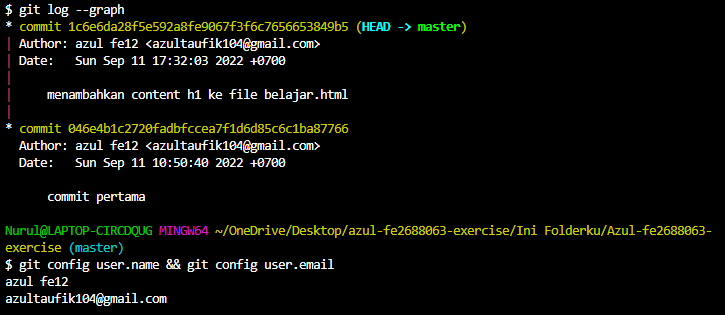 $ git log --graph
* commit 1c6e6da28f5e592a8fe9067f3f6c7656653849b5 (HEAD -> master)
| Author: azul fe12 <azultaufik104@gmail.com>
| Date:   Sun Sep 11 17:32:03 2022 +0700
|
|     menambahkan content h1 ke file belajar.html
|
* commit 046e4b1c2720fadbfccea7f1d6d85c6c1ba87766
  Author: azul fe12 <azultaufik104@gmail.com>
  Date:   Sun Sep 11 10:50:40 2022 +0700

      commit pertama

Nurul@LAPTOP-CIRCDQUG MINGW64 ~/OneDrive/Desktop/azul-fe2688063-exercise/Ini Folderku/Azul-fe2688063-
exercise (master)
$ git config user.name && git config user.email
azul fe12
azultaufik104@gmail.com